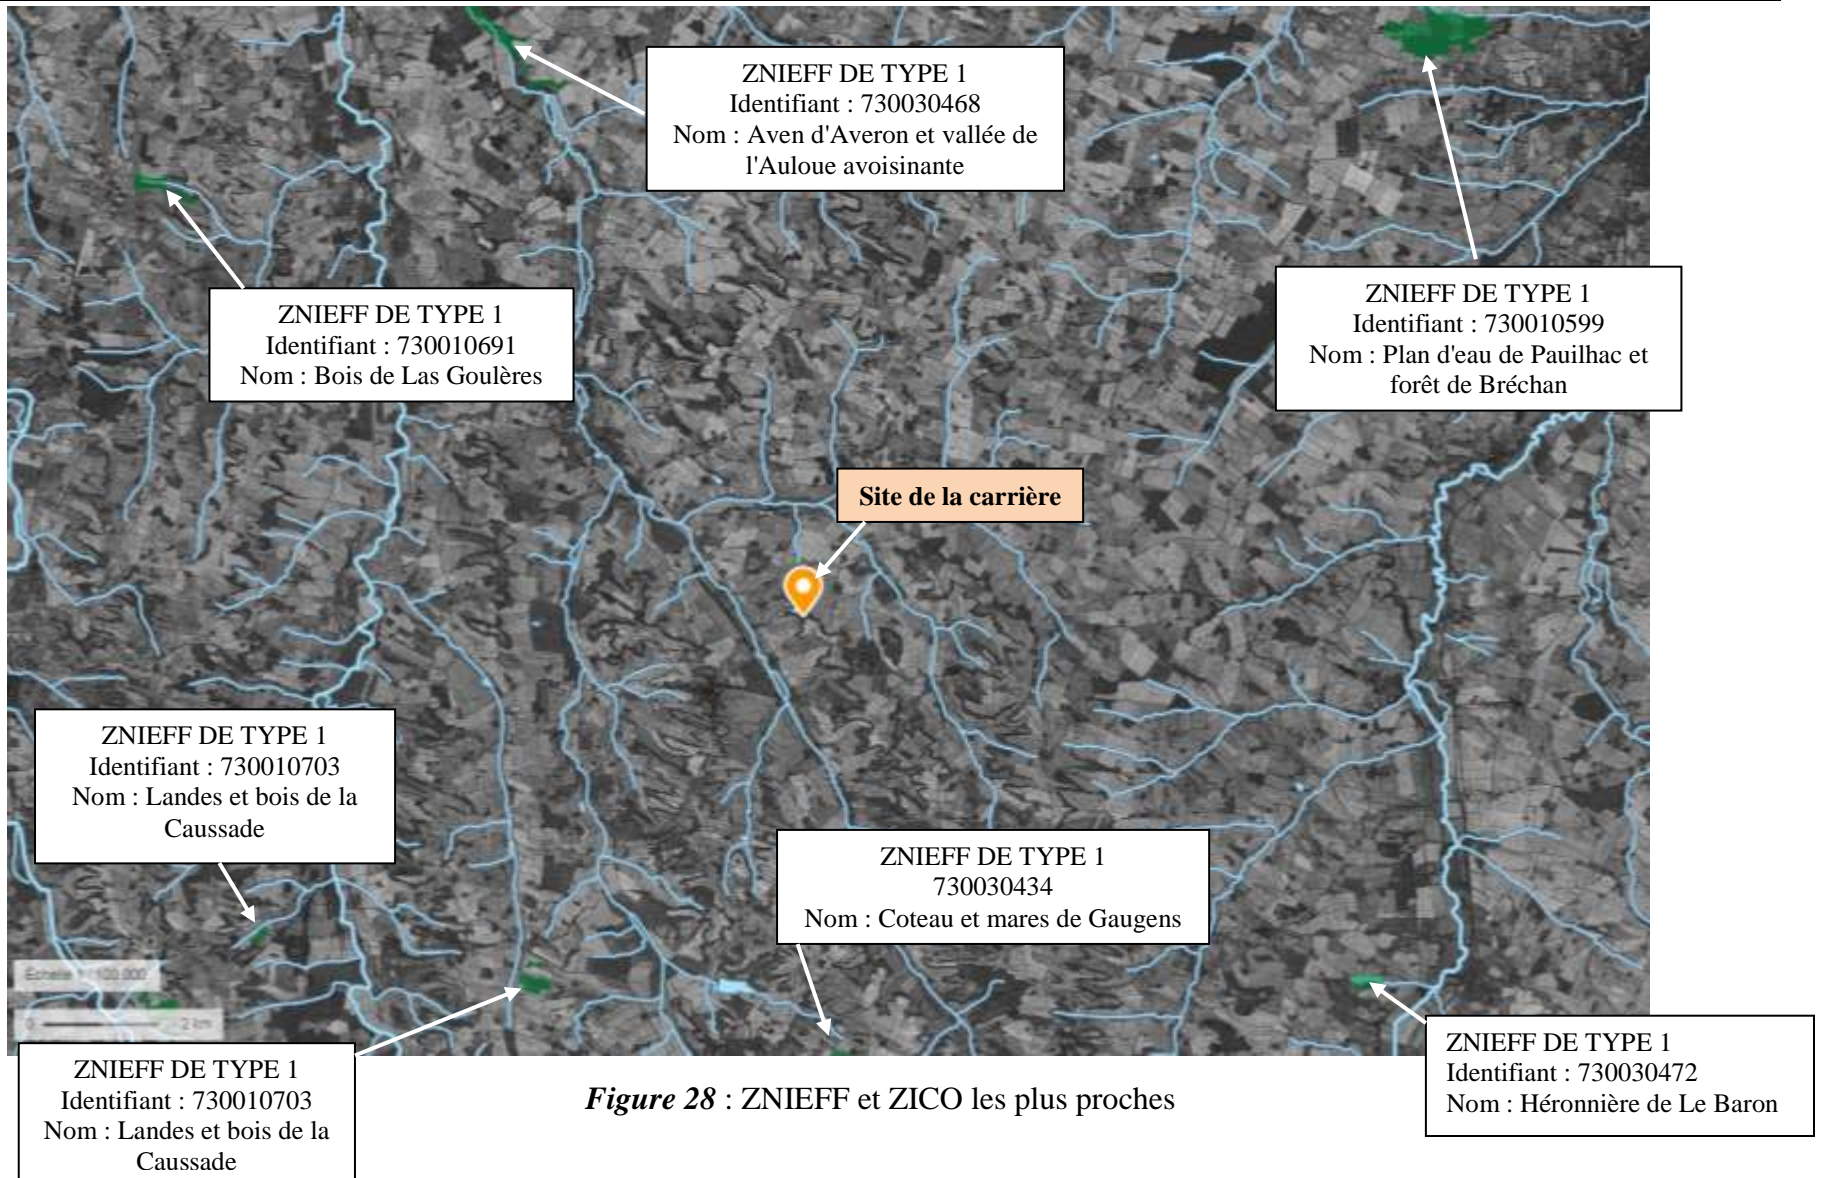 ZNIEFF DE TYPE 1
Identifiant : 730030468
Nom : Aven d'Averon et vallée de
l'Auloue avoisinante
ZNIEFF DE TYPE 1
Identifiant : 730010599
Nom : Plan d'eau de Pauilhac et
forêt de Bréchan
ZNIEFF DE TYPE 1
Identifiant : 730010691
Nom : Bois de Las Goulères
Site de la carrière
ZNIEFF DE TYPE 1
Identifiant : 730010703
Nom : Landes et bois de la
Caussade
ZNIEFF DE TYPE 1
730030434
Nom : Coteau et mares de Gaugens
Echelle 1 : 100 000
0 2 km
ZNIEFF DE TYPE 1
Identifiant : 730010703
Nom : Landes et bois de la
Caussade
ZNIEFF DE TYPE 1
Identifiant : 730030472
Nom : Héronnière de Le Baron
Figure 28 : ZNIEFF et ZICO les plus proches